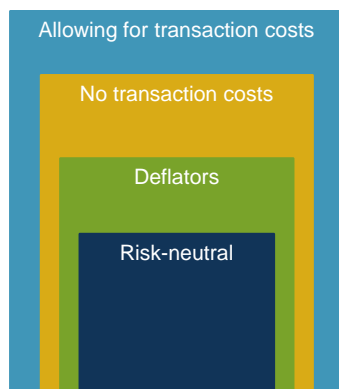 Allowing for transaction costs
No transaction costs
Deflators
Risk-neutral